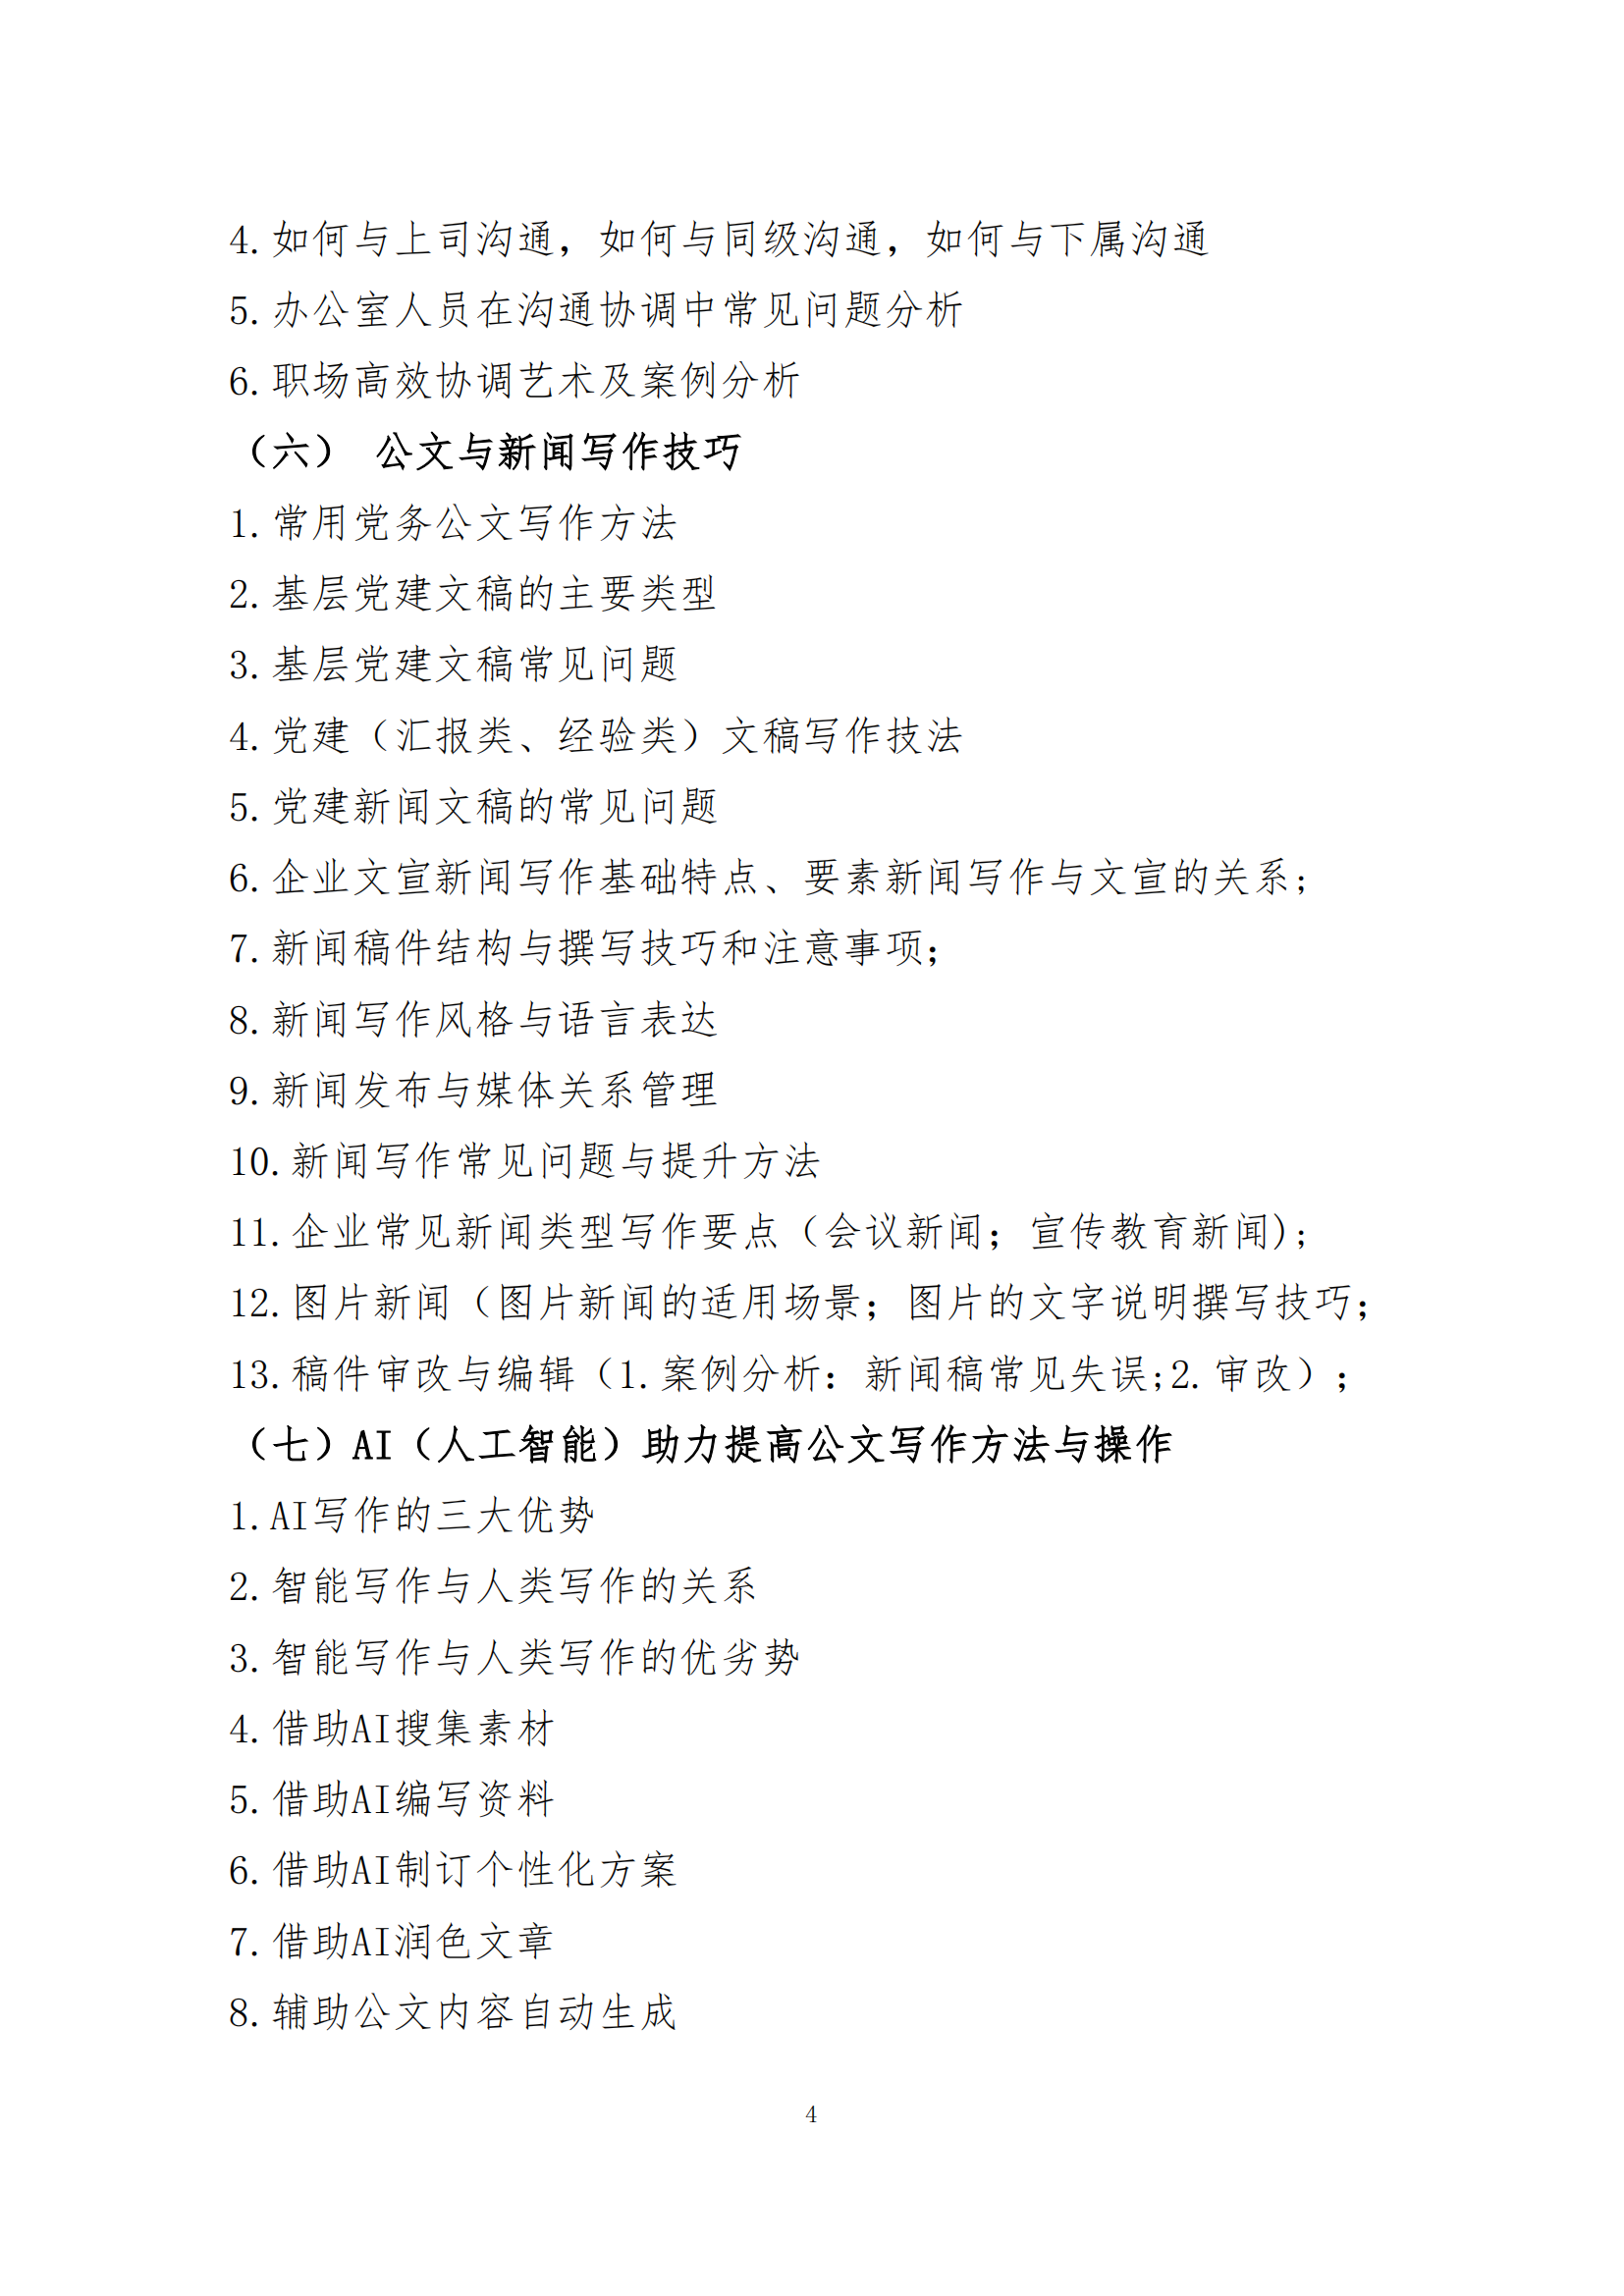 4.如何与上司沟通，如何与同级沟通，如何与下属沟通
5.办公室人员在沟通协调中常见问题分析
6.职场高效协调艺术及案例分析
（六） 公文与新闻写作技巧
1.常用党务公文写作方法
2.基层党建文稿的主要类型
3.基层党建文稿常见问题
4.党建（汇报类、经验类）文稿写作技法
5.党建新闻文稿的常见问题
6.企业文宣新闻写作基础特点、要素新闻写作与文宣的关系;
7.新闻稿件结构与撰写技巧和注意事项；
8.新闻写作风格与语言表达
9.新闻发布与媒体关系管理
10.新闻写作常见问题与提升方法
11.企业常见新闻类型写作要点（会议新闻；宣传教育新闻);
12.图片新闻（图片新闻的适用场景；图片的文字说明撰写技巧；
13.稿件审改与编辑（1.案例分析：新闻稿常见失误;2.审改）；
（七）AI（人工智能）助力提高公文写作方法与操作
1.AI写作的三大优势
2.智能写作与人类写作的关系
3.智能写作与人类写作的优劣势
4.借助AI搜集素材
5.借助AI编写资料
6.借助AI制订个性化方案
7.借助AI润色文章
8.辅助公文内容自动生成
4